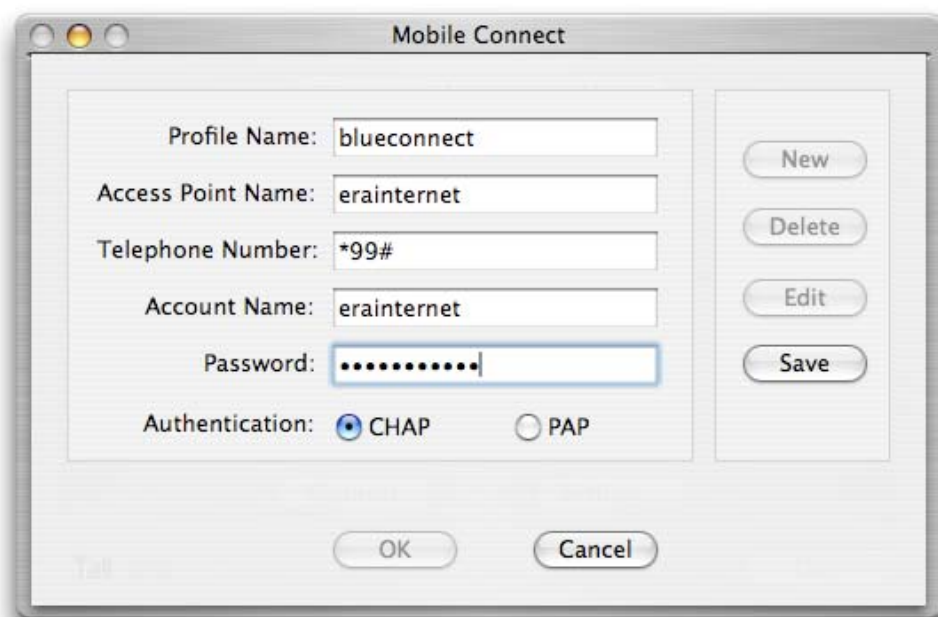 Mobile Connect
Profile Name: blueconnect
New
Access Point Name: erainternet
Delete
Telephone Number: *99#
Account Name: erainternet
Edit
Password: •••••••••••
Save
Authentication: CHAP PAP
OK Cancel